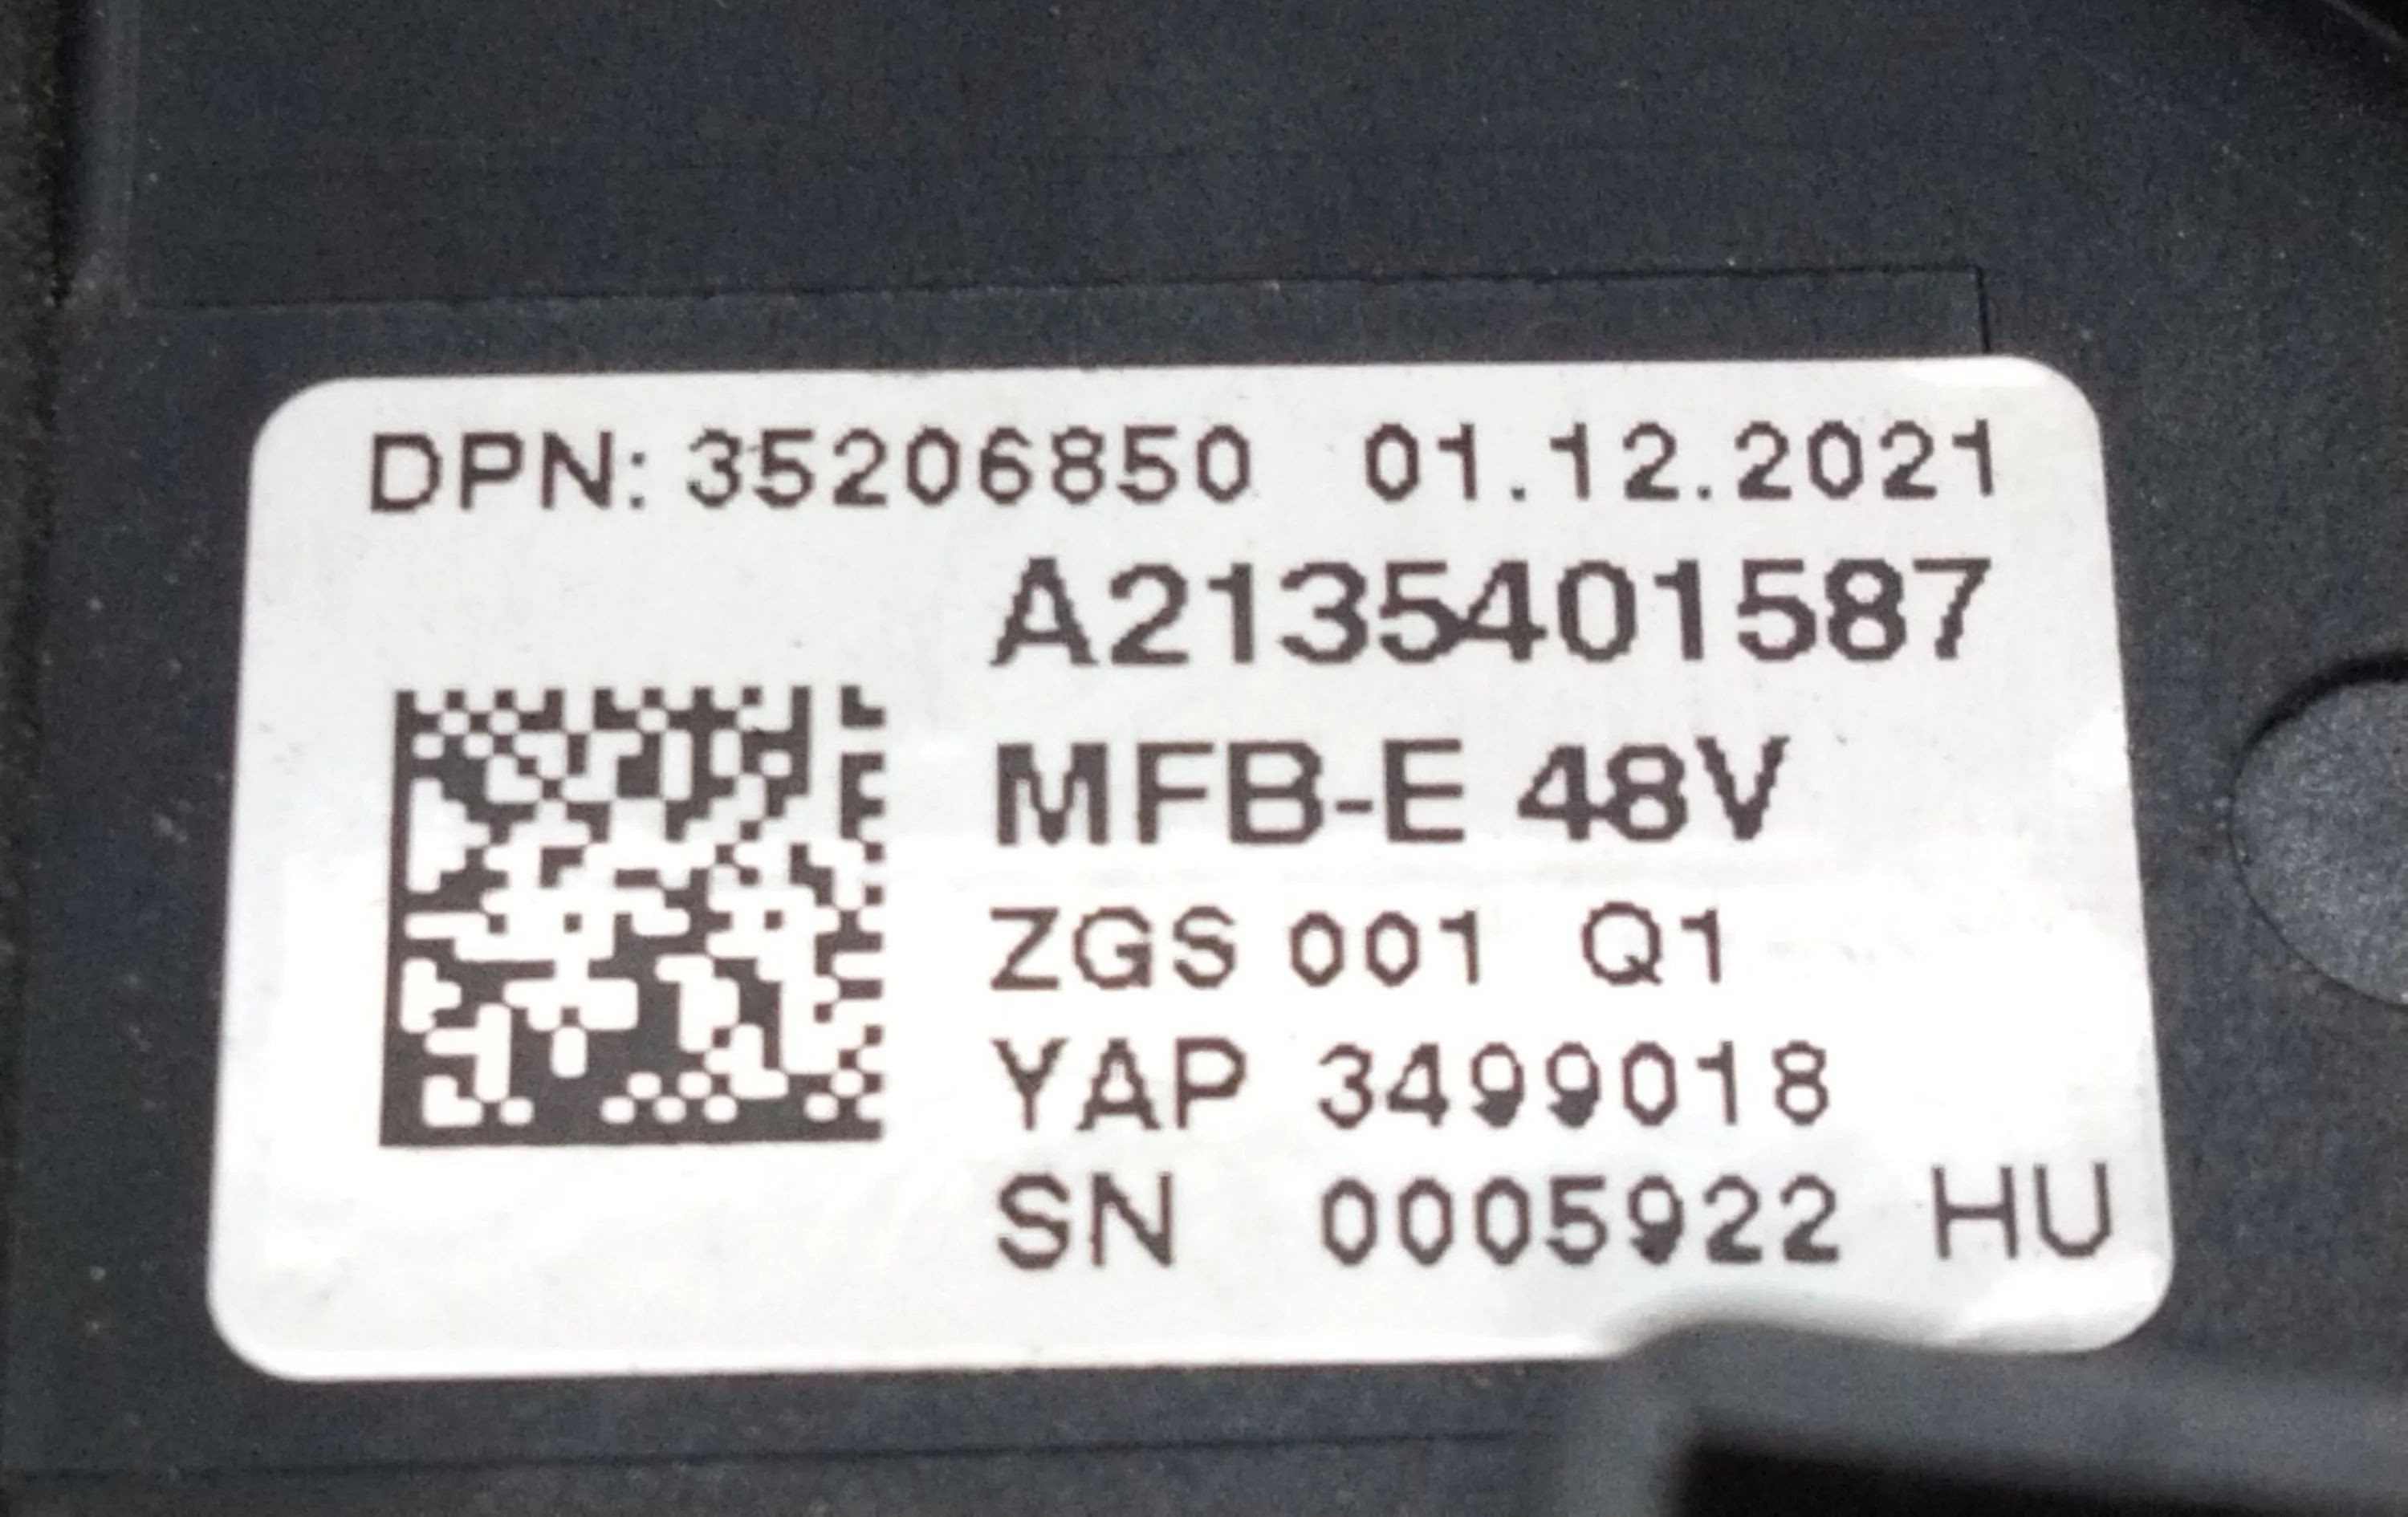 DPN: 35206850 01.12.2021
A2135401587
MFB-E 48V
ZGS 001 Q1
YAP 3499018
SN 0005922 HU